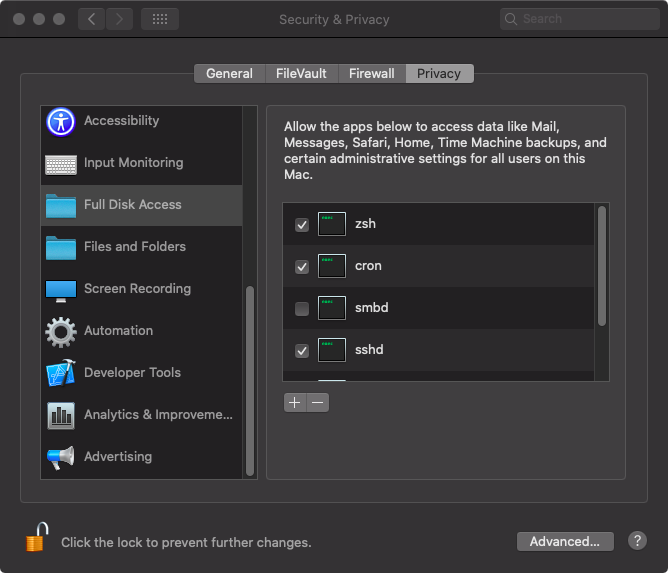 Security & Privacy
Search
General
FileVault
Firewall
Privacy
Accessibility
Input Monitoring
Full Disk Access
Files and Folders
Screen Recording
Automation
Developer Tools
Analytics & Improveme...
Advertising
Allow the apps below to access data like Mail,
Messages, Safari, Home, Time Machine backups, and
certain administrative settings for all users on this
Mac.
zsh
cron
smbd
sshd
Click the lock to prevent further changes.
Advanced...
?